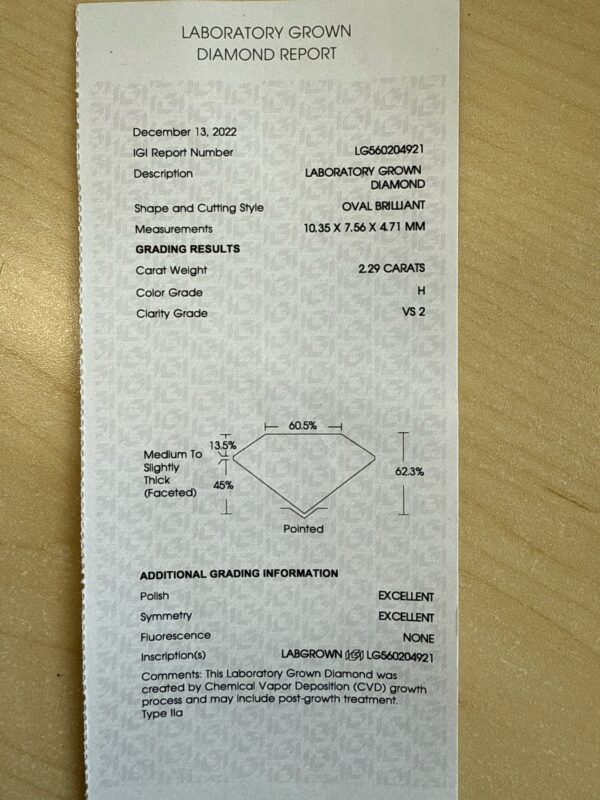 LABORATORY GROWN
DIAMOND REPORT
December 13, 2022
IGI Report Number LG560204921
Description LABORATORY GROWN
DIAMOND
Shape and Cutting Style OVAL BRILLIANT
Measurements 10.35 X 7.56 X 4.71 MM
GRADING RESULTS
Carat Weight 2.29 CARATS
Color Grade H
Clarity Grade VS 2
60.5%
13.5%
Medium To
Slightly
Thick
(Faceted)
45%
62.3%
Pointed
ADDITIONAL GRADING INFORMATION
Polish EXCELLENT
Symmetry EXCELLENT
Fluorescence NONE
Inscription(s) LABGROWN IGI LG560204921
Comments: This Laboratory Grown Diamond was
created by Chemical Vapor Deposition (CVD) growth
process and may include post-growth treatment.
Type IIa